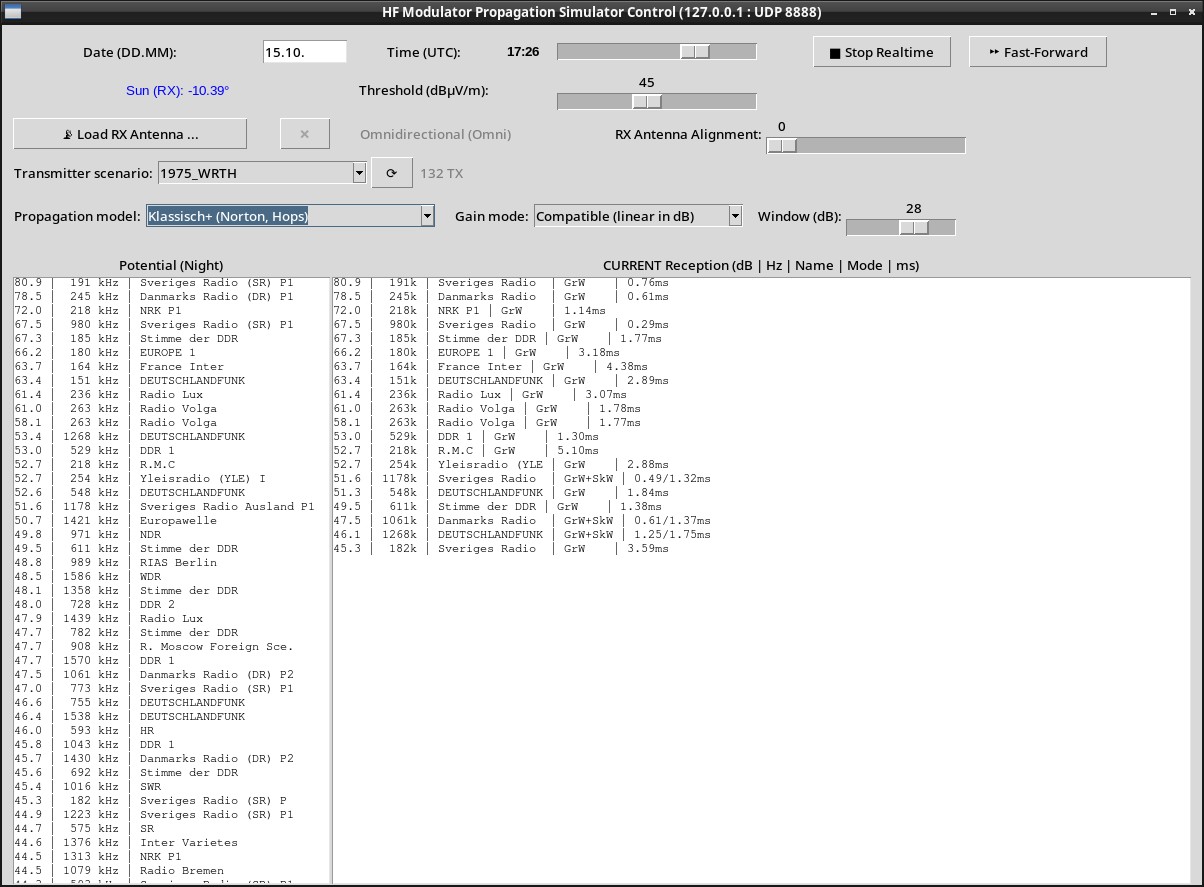 HF Modulator Propagation Simulator Control (127.0.0.1 : UDP 8888)
Date (DD.MM): 15.10. Time (UTC): 17:26 Stop Realtime Fast-Forward
Sun (RX): -10.39° Threshold (dBµV/m): 45
Load RX Antenna ... × Omnidirectional (Omni) RX Antenna Alignment: 0
Transmitter scenario: 1975_WRTH 132 TX
Propagation model: Klassisch+ (Norton, Hops) Gain mode: Compatible (linear in dB) Window (dB): 28
Potential (Night)
80.9 | 191 kHz | Sveriges Radio (SR) P1
78.5 | 245 kHz | Danmarks Radio (DR) P1
72.0 | 218 kHz | NRK P1
67.5 | 980 kHz | Sveriges Radio (SR) P1
67.3 | 185 kHz | Stimme der DDR
66.2 | 180 kHz | EUROPE 1
63.7 | 164 kHz | France Inter
63.4 | 151 kHz | DEUTSCHLANDFUNK
61.4 | 236 kHz | Radio Lux
61.0 | 263 kHz | Radio Volga
58.1 | 263 kHz | Radio Volga
53.4 | 1268 kHz | DEUTSCHLANDFUNK
53.0 | 529 kHz | DDR 1
52.7 | 218 kHz | R.M.C
52.7 | 254 kHz | Yleisradio (YLE) I
52.6 | 548 kHz | DEUTSCHLANDFUNK
51.6 | 1178 kHz | Sveriges Radio Ausland P1
50.7 | 1421 kHz | Europawelle
49.8 | 971 kHz | NDR
49.5 | 611 kHz | Stimme der DDR
48.8 | 989 kHz | RIAS Berlin
48.5 | 1586 kHz | WDR
48.1 | 1358 kHz | Stimme der DDR
48.0 | 728 kHz | DDR 2
47.9 | 1439 kHz | Radio Lux
47.7 | 782 kHz | Stimme der DDR
47.7 | 908 kHz | R. Moscow Foreign Sce.
47.7 | 1570 kHz | DDR 1
47.5 | 1061 kHz | Danmarks Radio (DR) P2
47.0 | 773 kHz | Sveriges Radio (SR) P1
46.6 | 755 kHz | DEUTSCHLANDFUNK
46.4 | 1538 kHz | DEUTSCHLANDFUNK
46.0 | 593 kHz | HR
45.8 | 1043 kHz | DDR 1
45.7 | 1430 kHz | Danmarks Radio (DR) P2
45.6 | 692 kHz | Stimme der DDR
45.4 | 1016 kHz | SWR
45.3 | 182 kHz | Sveriges Radio (SR) P
44.9 | 1223 kHz | Sveriges Radio (SR) P1
44.7 | 575 kHz | SR
44.6 | 1376 kHz | Inter Varietes
44.5 | 1313 kHz | NRK P1
44.5 | 1079 kHz | Radio Bremen
CURRENT Reception (dB | Hz | Name | Mode | ms)
80.9 | 191k | Sveriges Radio | GrW | 0.76ms
78.5 | 245k | Danmarks Radio | GrW | 0.61ms
72.0 | 218k | NRK P1 | GrW | 1.14ms
67.5 | 980k | Sveriges Radio | GrW | 0.29ms
67.3 | 185k | Stimme der DDR | GrW | 1.77ms
66.2 | 180k | EUROPE 1 | GrW | 3.18ms
63.7 | 164k | France Inter | GrW | 4.38ms
63.4 | 151k | DEUTSCHLANDFUNK | GrW | 2.89ms
61.4 | 236k | Radio Lux | GrW | 3.07ms
61.0 | 263k | Radio Volga | GrW | 1.78ms
58.1 | 263k | Radio Volga | GrW | 1.77ms
53.0 | 529k | DDR 1 | GrW | 1.30ms
52.7 | 218k | R.M.C | GrW | 5.10ms
52.7 | 254k | Yleisradio (YLE | GrW | 2.88ms
51.6 | 1178k | Sveriges Radio | GrW+SkW | 0.49/1.32ms
51.3 | 548k | DEUTSCHLANDFUNK | GrW | 1.84ms
49.5 | 611k | Stimme der DDR | GrW | 1.38ms
47.5 | 1061k | Danmarks Radio | GrW+SkW | 0.61/1.37ms
46.1 | 1268k | DEUTSCHLANDFUNK | GrW+SkW | 1.25/1.75ms
45.3 | 182k | Sveriges Radio | GrW | 3.59ms